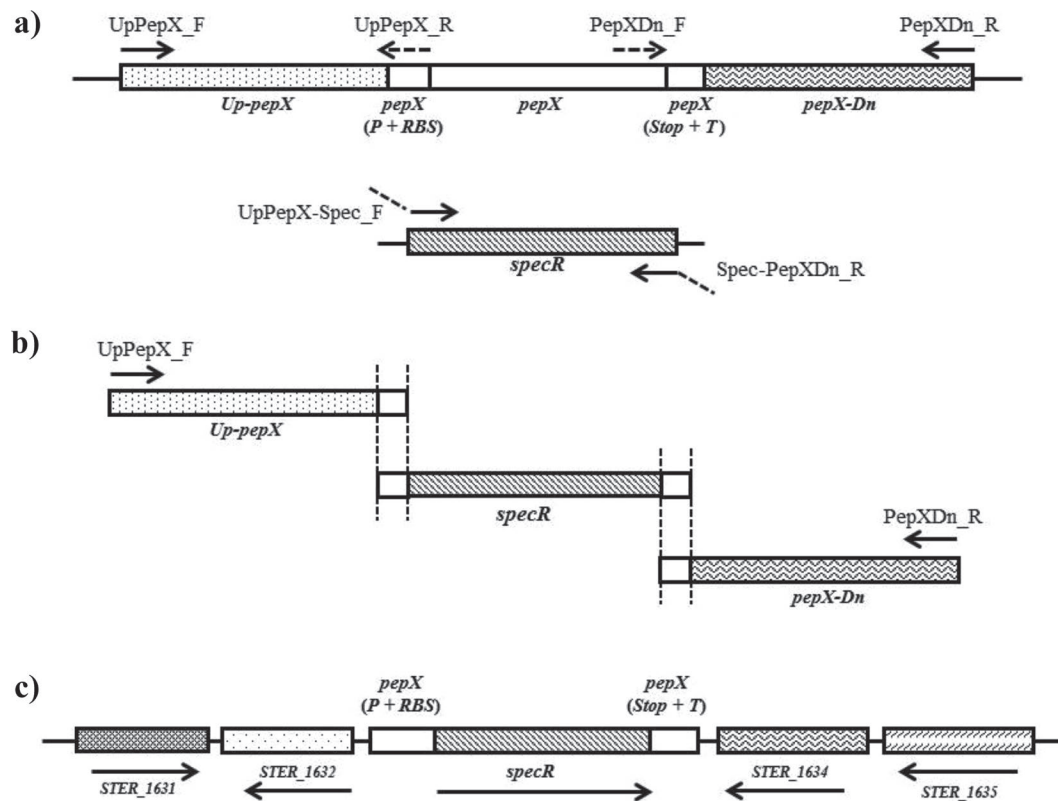 a)
UpPepX_F UpPepX_R PepXDn_F PepXDn_R
Up-pepX pepX pepX pepX pepX-Dn
(P + RBS) (Stop + T)
UpPepX-Spec_F
specR
Spec-PepXDn_R
b)
UpPepX_F
Up-pepX
specR
PepXDn_R
pepX-Dn
c)
pepX pepX
(P + RBS) (Stop + T)
STER_1631 STER_1632 specR STER_1634 STER_1635